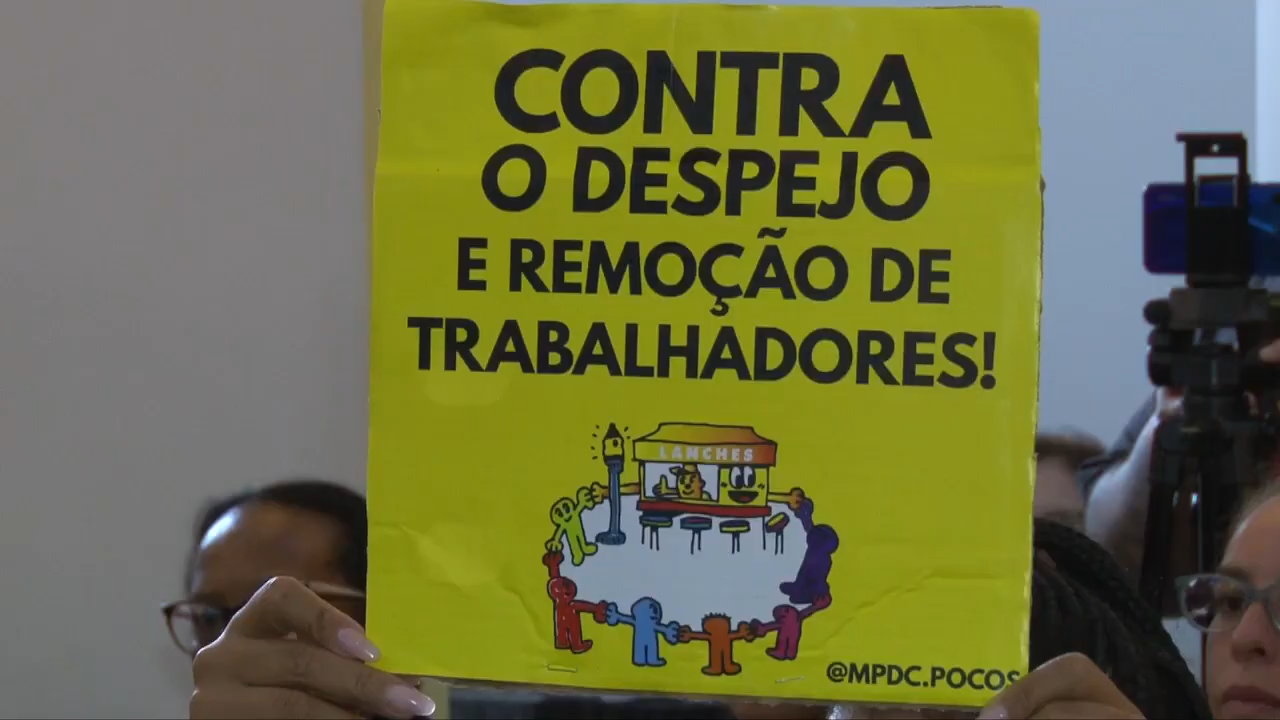 CONTRA
O DESPEJO
E REMOÇÃO DE
TRABALHADORES!
LANCHES
@MPDC.POCOS